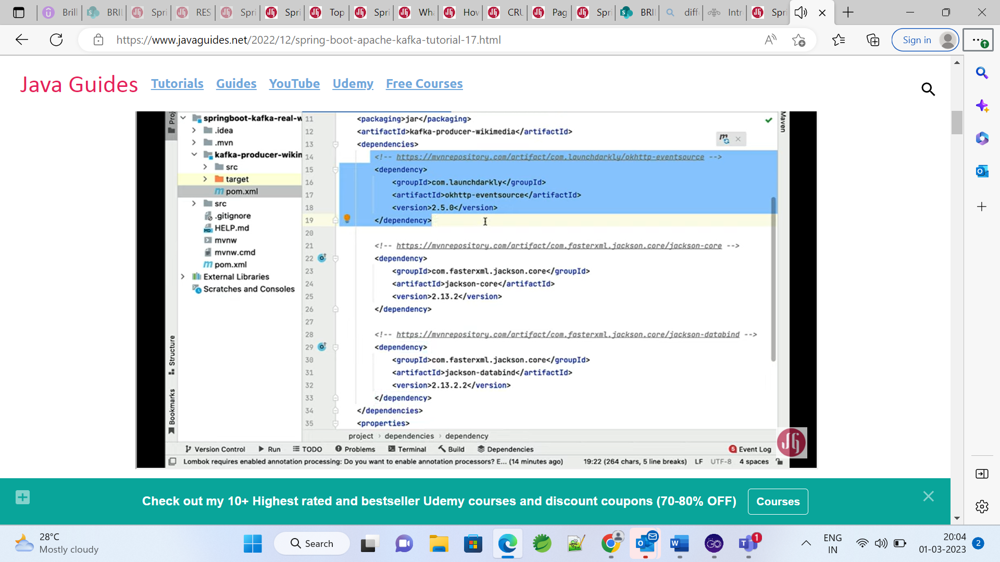 Brill
BRII
Spri
RES
Spri
Spri
Top
Spri
Wha
How
CRU
Pag
Spri
BRII
diffe
Intr
Spri
https://www.javaguides.net/2022/12/spring-boot-apache-kafka-tutorial-17.html
Sign in
Java Guides Tutorials Guides YouTube Udemy Free Courses
springboot-kafka-real-w
.idea
.mvn
kafka-producer-wikin
src
target
pom.xml
src
.gitignore
HELP.md
mvnw
mvnw.cmd
pom.xml
External Libraries
Scratches and Consoles
Structure
Bookmarks
Maven
11 <packaging>jar</packaging>
12 <artifactId>kafka-producer-wikimedia</artifactId>
13 <dependencies>
14 <!-- https://mvnrepository.com/artifact/com.launchdarkly/okhttp-eventsource -->
15 <dependency>
16 <groupId>com.launchdarkly</groupId>
17 <artifactId>okhttp-eventsource</artifactId>
18 <version>2.5.0</version>
19 </dependency>
20
21 <!-- https://mvnrepository.com/artifact/com.fasterxml.jackson.core/jackson-core -->
22 <dependency>
23 <groupId>com.fasterxml.jackson.core</groupId>
24 <artifactId>jackson-core</artifactId>
25 <version>2.13.2</version>
26 </dependency>
27
28 <!-- https://mvnrepository.com/artifact/com.fasterxml.jackson.core/jackson-databind -->
29 <dependency>
30 <groupId>com.fasterxml.jackson.core</groupId>
31 <artifactId>jackson-databind</artifactId>
32 <version>2.13.2.2</version>
33 </dependency>
34 </dependencies>
35 <properties>
project › dependencies › dependency
Version Control Run TODO Problems Terminal Build Dependencies 5 Event Log
Lombok requires enabled annotation processing: Do you want to enable annotation processors? E... (14 minutes ago) 19:22 (264 chars, 5 line breaks) LF UTF-8 4 spaces
Check out my 10+ Highest rated and bestseller Udemy courses and discount coupons (70-80% OFF) Courses
28°C
Mostly cloudy
Search
1
ENG
IN
20:04
01-03-2023
2